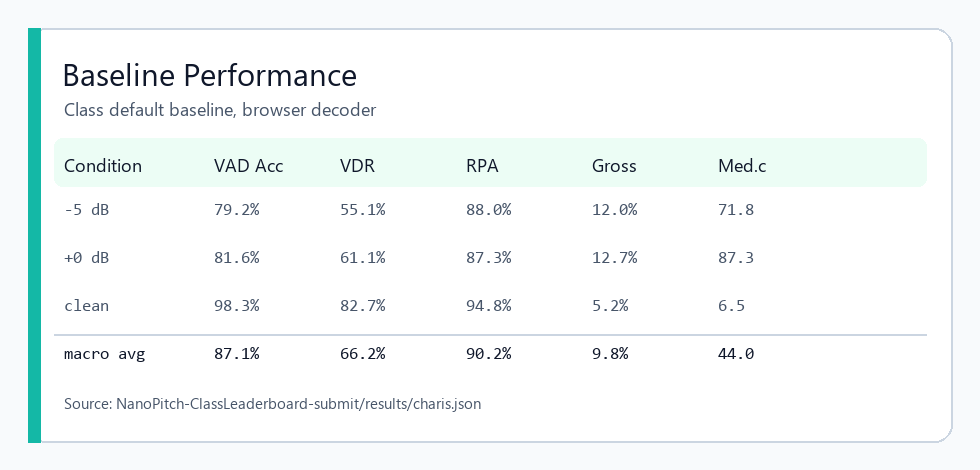 Baseline Performance
Class default baseline, browser decoder
Condition VAD Acc VDR RPA Gross Med.c
-5 dB 79.2% 55.1% 88.0% 12.0% 71.8
+0 dB 81.6% 61.1% 87.3% 12.7% 87.3
clean 98.3% 82.7% 94.8% 5.2% 6.5
macro avg 87.1% 66.2% 90.2% 9.8% 44.0
Source: NanoPitch-ClassLeaderboard-submit/results/charis.json